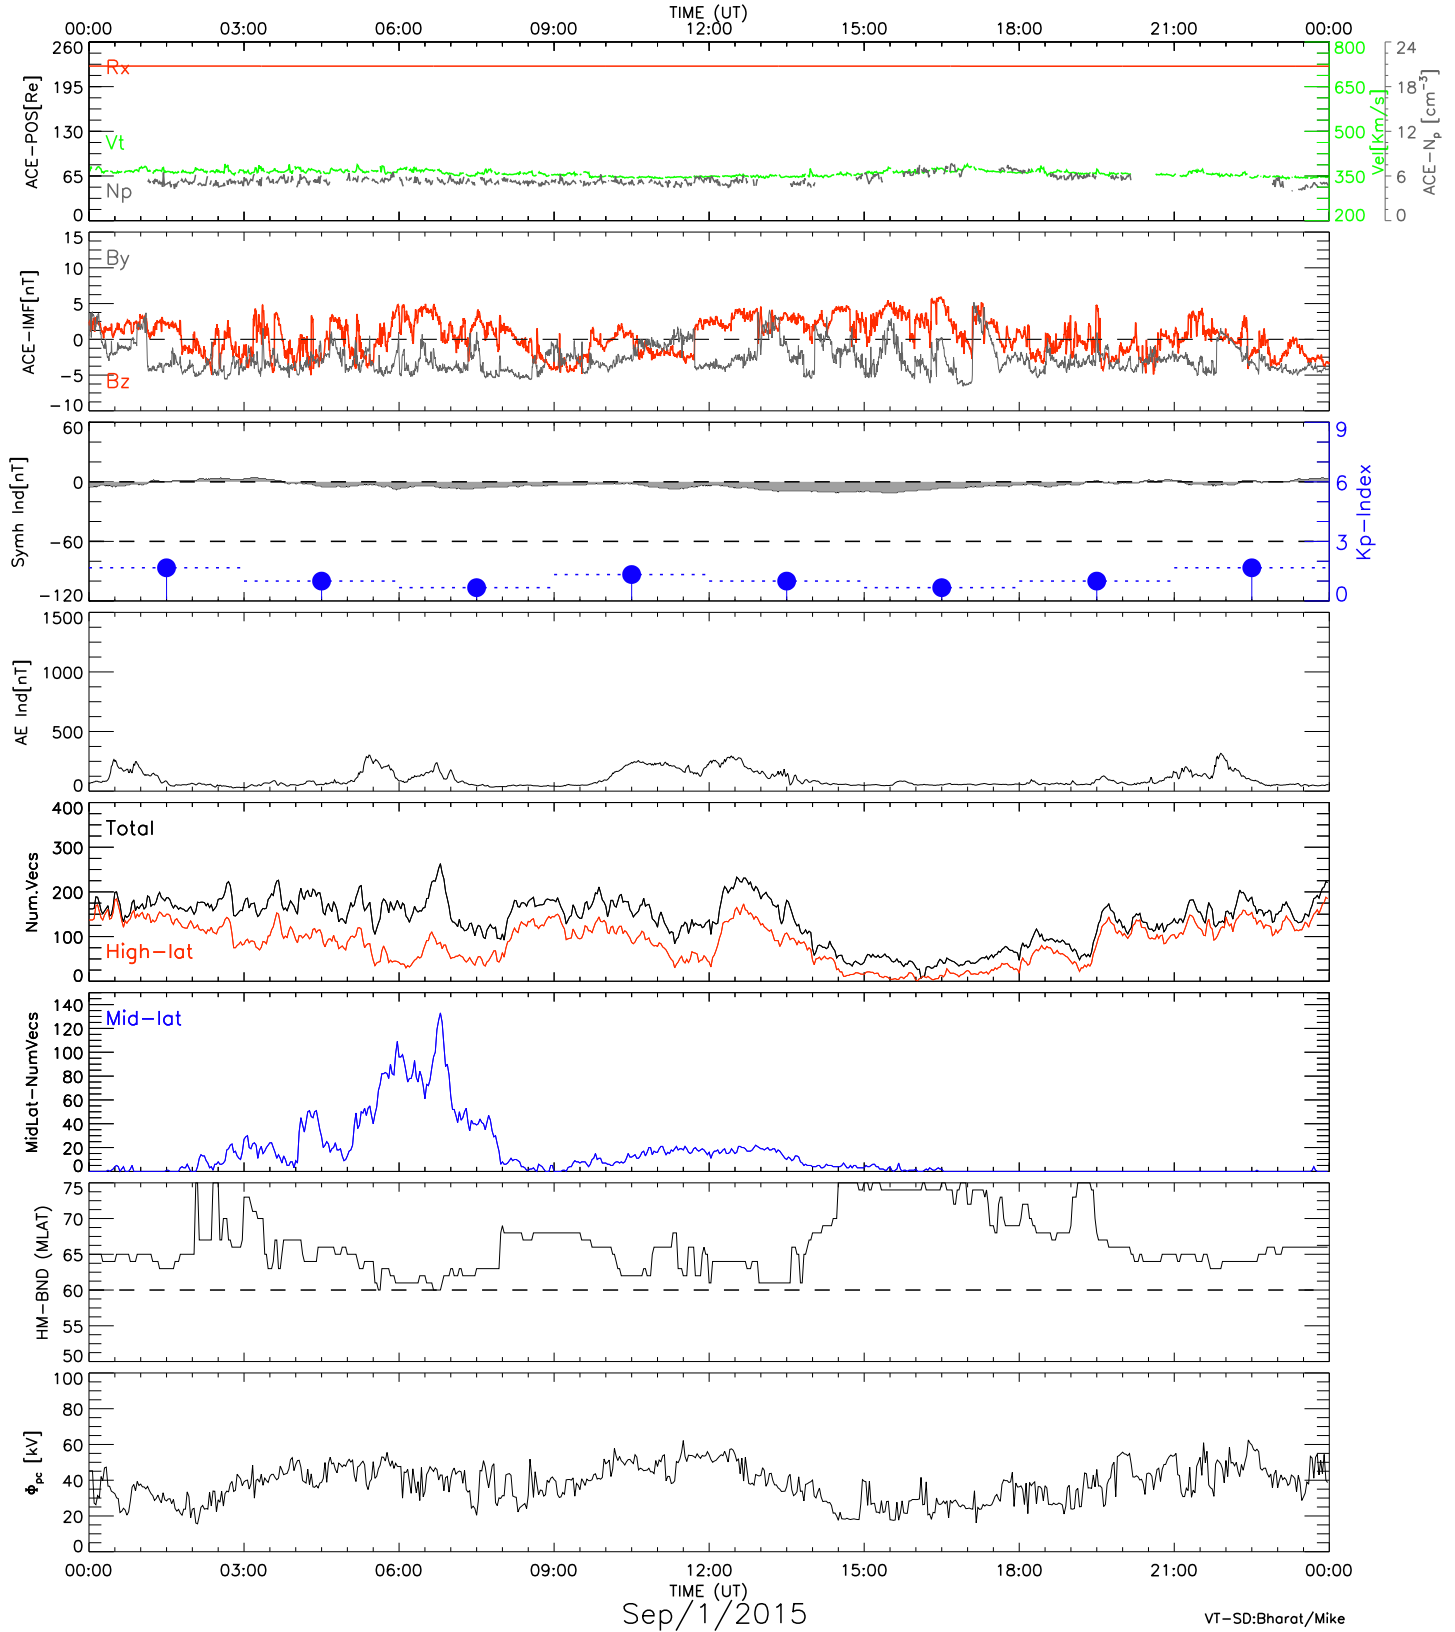 TIME (UT)
00:00 03:00 06:00 09:00 12:00 15:00 18:00 21:00 00:00
ACE-POS[Re]
260
195
130
65
0
Rx
Vt
Np
800
650
500
350
200
Vel[Km/s]
24
18
12
6
0
ACE-Np [cm-3]
ACE-IMF[nT]
15
10
5
0
-5
-10
By
Bz
Symh Ind[nT]
60
0
-60
-120
9
6
3
0
Kp-Index
AE Ind[nT]
1500
1000
500
0
Num.Vecs
400
300
200
100
0
Total
High-lat
MidLat-NumVecs
140
120
100
80
60
40
20
0
Mid-lat
HM-BND (MLAT)
75
70
65
60
55
50
Φpc [kV]
100
80
60
40
20
0
00:00 03:00 06:00 09:00 12:00 15:00 18:00 21:00 00:00
TIME (UT)
Sep/1/2015
VT-SD:Bharat/Mike